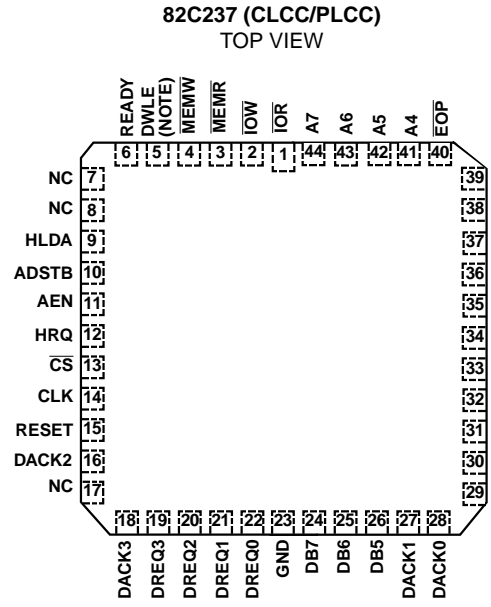 82C237 (CLCC/PLCC)
TOP VIEW
READY
DWLE
(NOTE)
MEMW
MEMR
IOW
IOR
A7
A6
A5
A4
EOP
6 5 4 3 2 1 44 43 42 41 40
NC 7
NC 8
HLDA 9
ADSTB 10
AEN 11
HRQ 12
CS 13
CLK 14
RESET 15
DACK2 16
NC 17
39
38
37
36
35
34
33
32
31
30
29
18 19 20 21 22 23 24 25 26 27 28
DACK3
DREQ3
DREQ2
DREQ1
DREQ0
GND
DB7
DB6
DB5
DACK1
DACK0